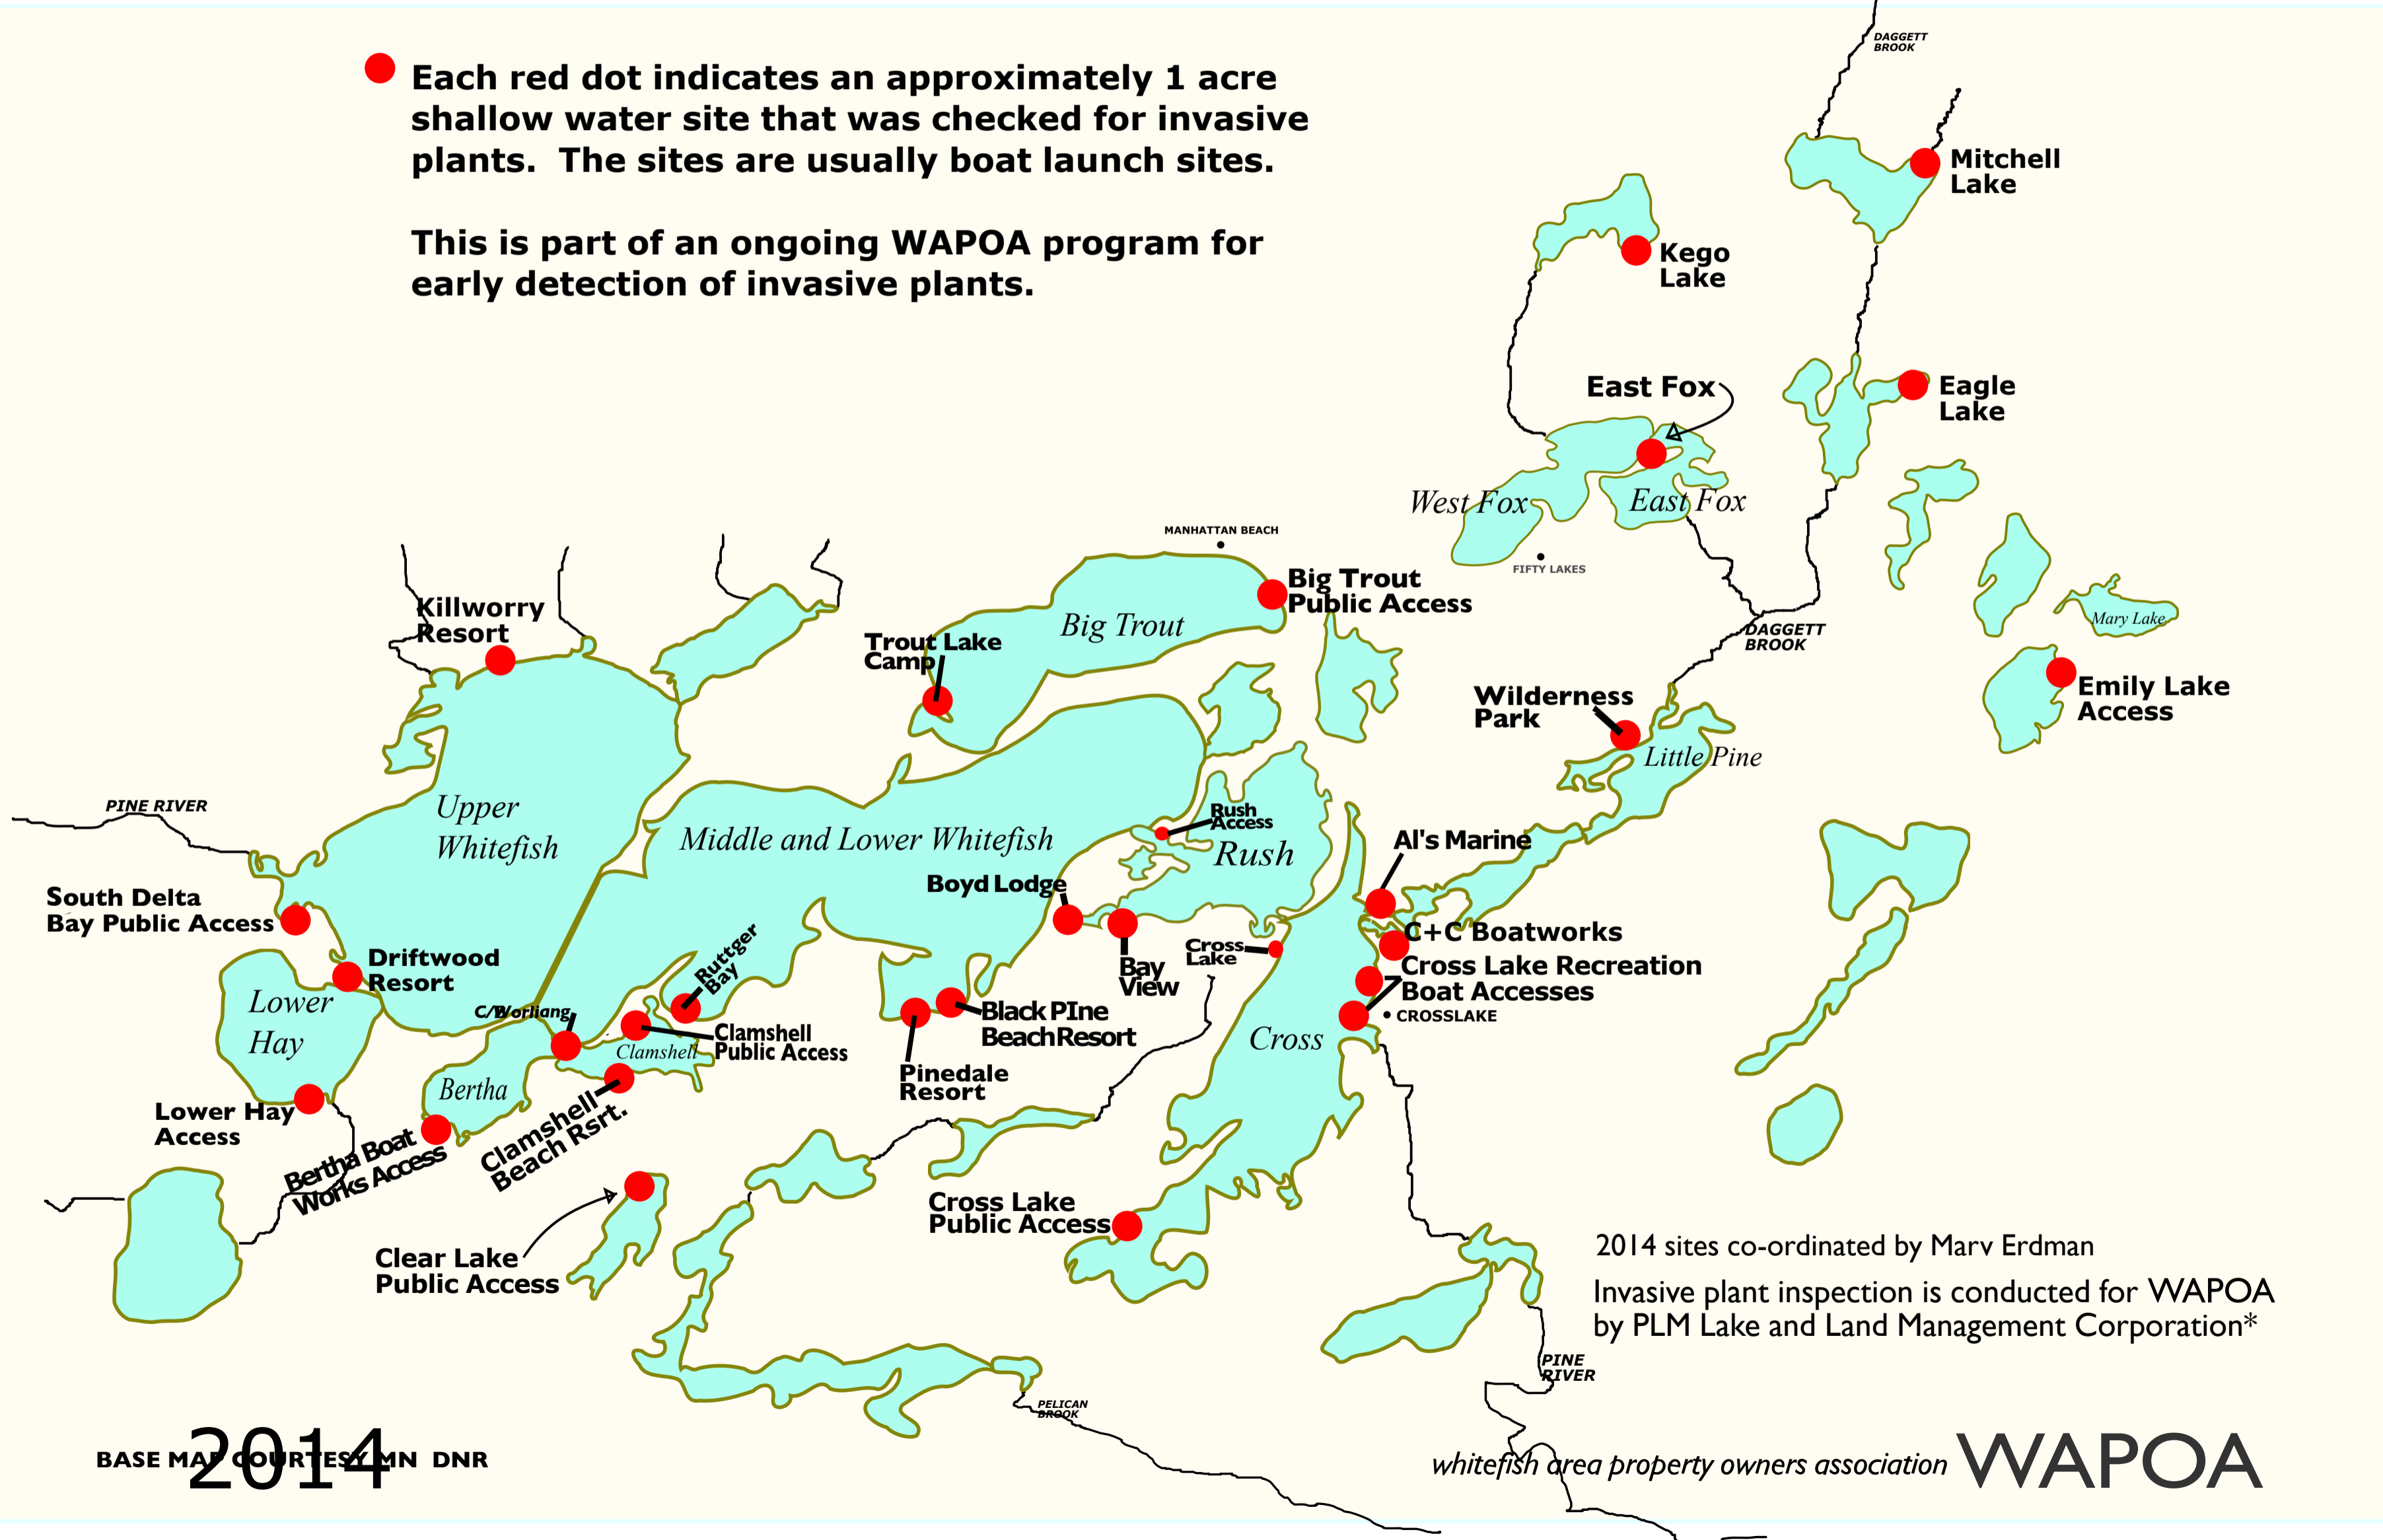 Each red dot indicates an approximately 1 acre
shallow water site that was checked for invasive
plants.  The sites are usually boat launch sites.
This is part of an ongoing WAPOA program for
early detection of invasive plants.
DAGGETT
BROOK
Mitchell
Lake
Kego
Lake
East Fox
Eagle
Lake
West Fox
East Fox
FIFTY LAKES
MANHATTAN BEACH
Big Trout
Public Access
Big Trout
Trout Lake
Camp
Killworry
Resort
DAGGETT
BROOK
Mary Lake
Emily Lake
Access
Wilderness
Park
Little Pine
PINE RIVER
Upper
Whitefish
Middle and Lower Whitefish
Rush
Access
Rush
Al's Marine
Boyd Lodge
South Delta
Bay Public Access
C+C Boatworks
Cross Lake Recreation
Boat Accesses
CROSSLAKE
Cross
Lake
Bay
View
Ruttger
Bay
Driftwood
Resort
Lower
Hay
Black PIne
Beach Resort
Clamshell
Public Access
Clamshell
Cross
Pinedale
Resort
Bertha
Lower Hay
Access
Bertha Boat
Works Access
Clamshell
Beach Rsrt.
Cross Lake
Public Access
Clear Lake
Public Access
2014 sites co-ordinated by Marv Erdman
Invasive plant inspection is conducted for WAPOA
by PLM Lake and Land Management Corporation*
PINE
RIVER
PELICAN
BROOK
2014
BASE MAP COURTESY MN  DNR
whitefish area property owners association WAPOA